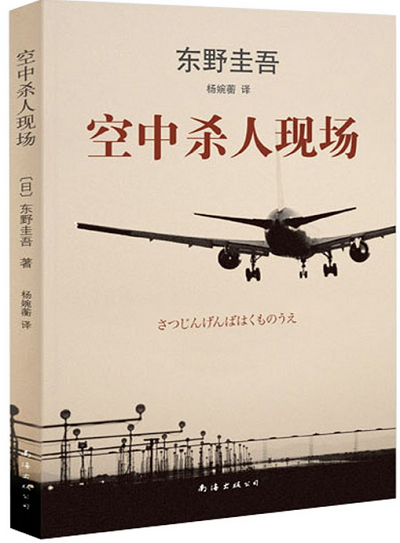 空中杀人现场
〔日〕东野圭吾 著
杨婉蘅 译
东野圭吾
杨婉蘅 译
空中杀人现场
さつじんげんばはくものうえ
南海出版公司